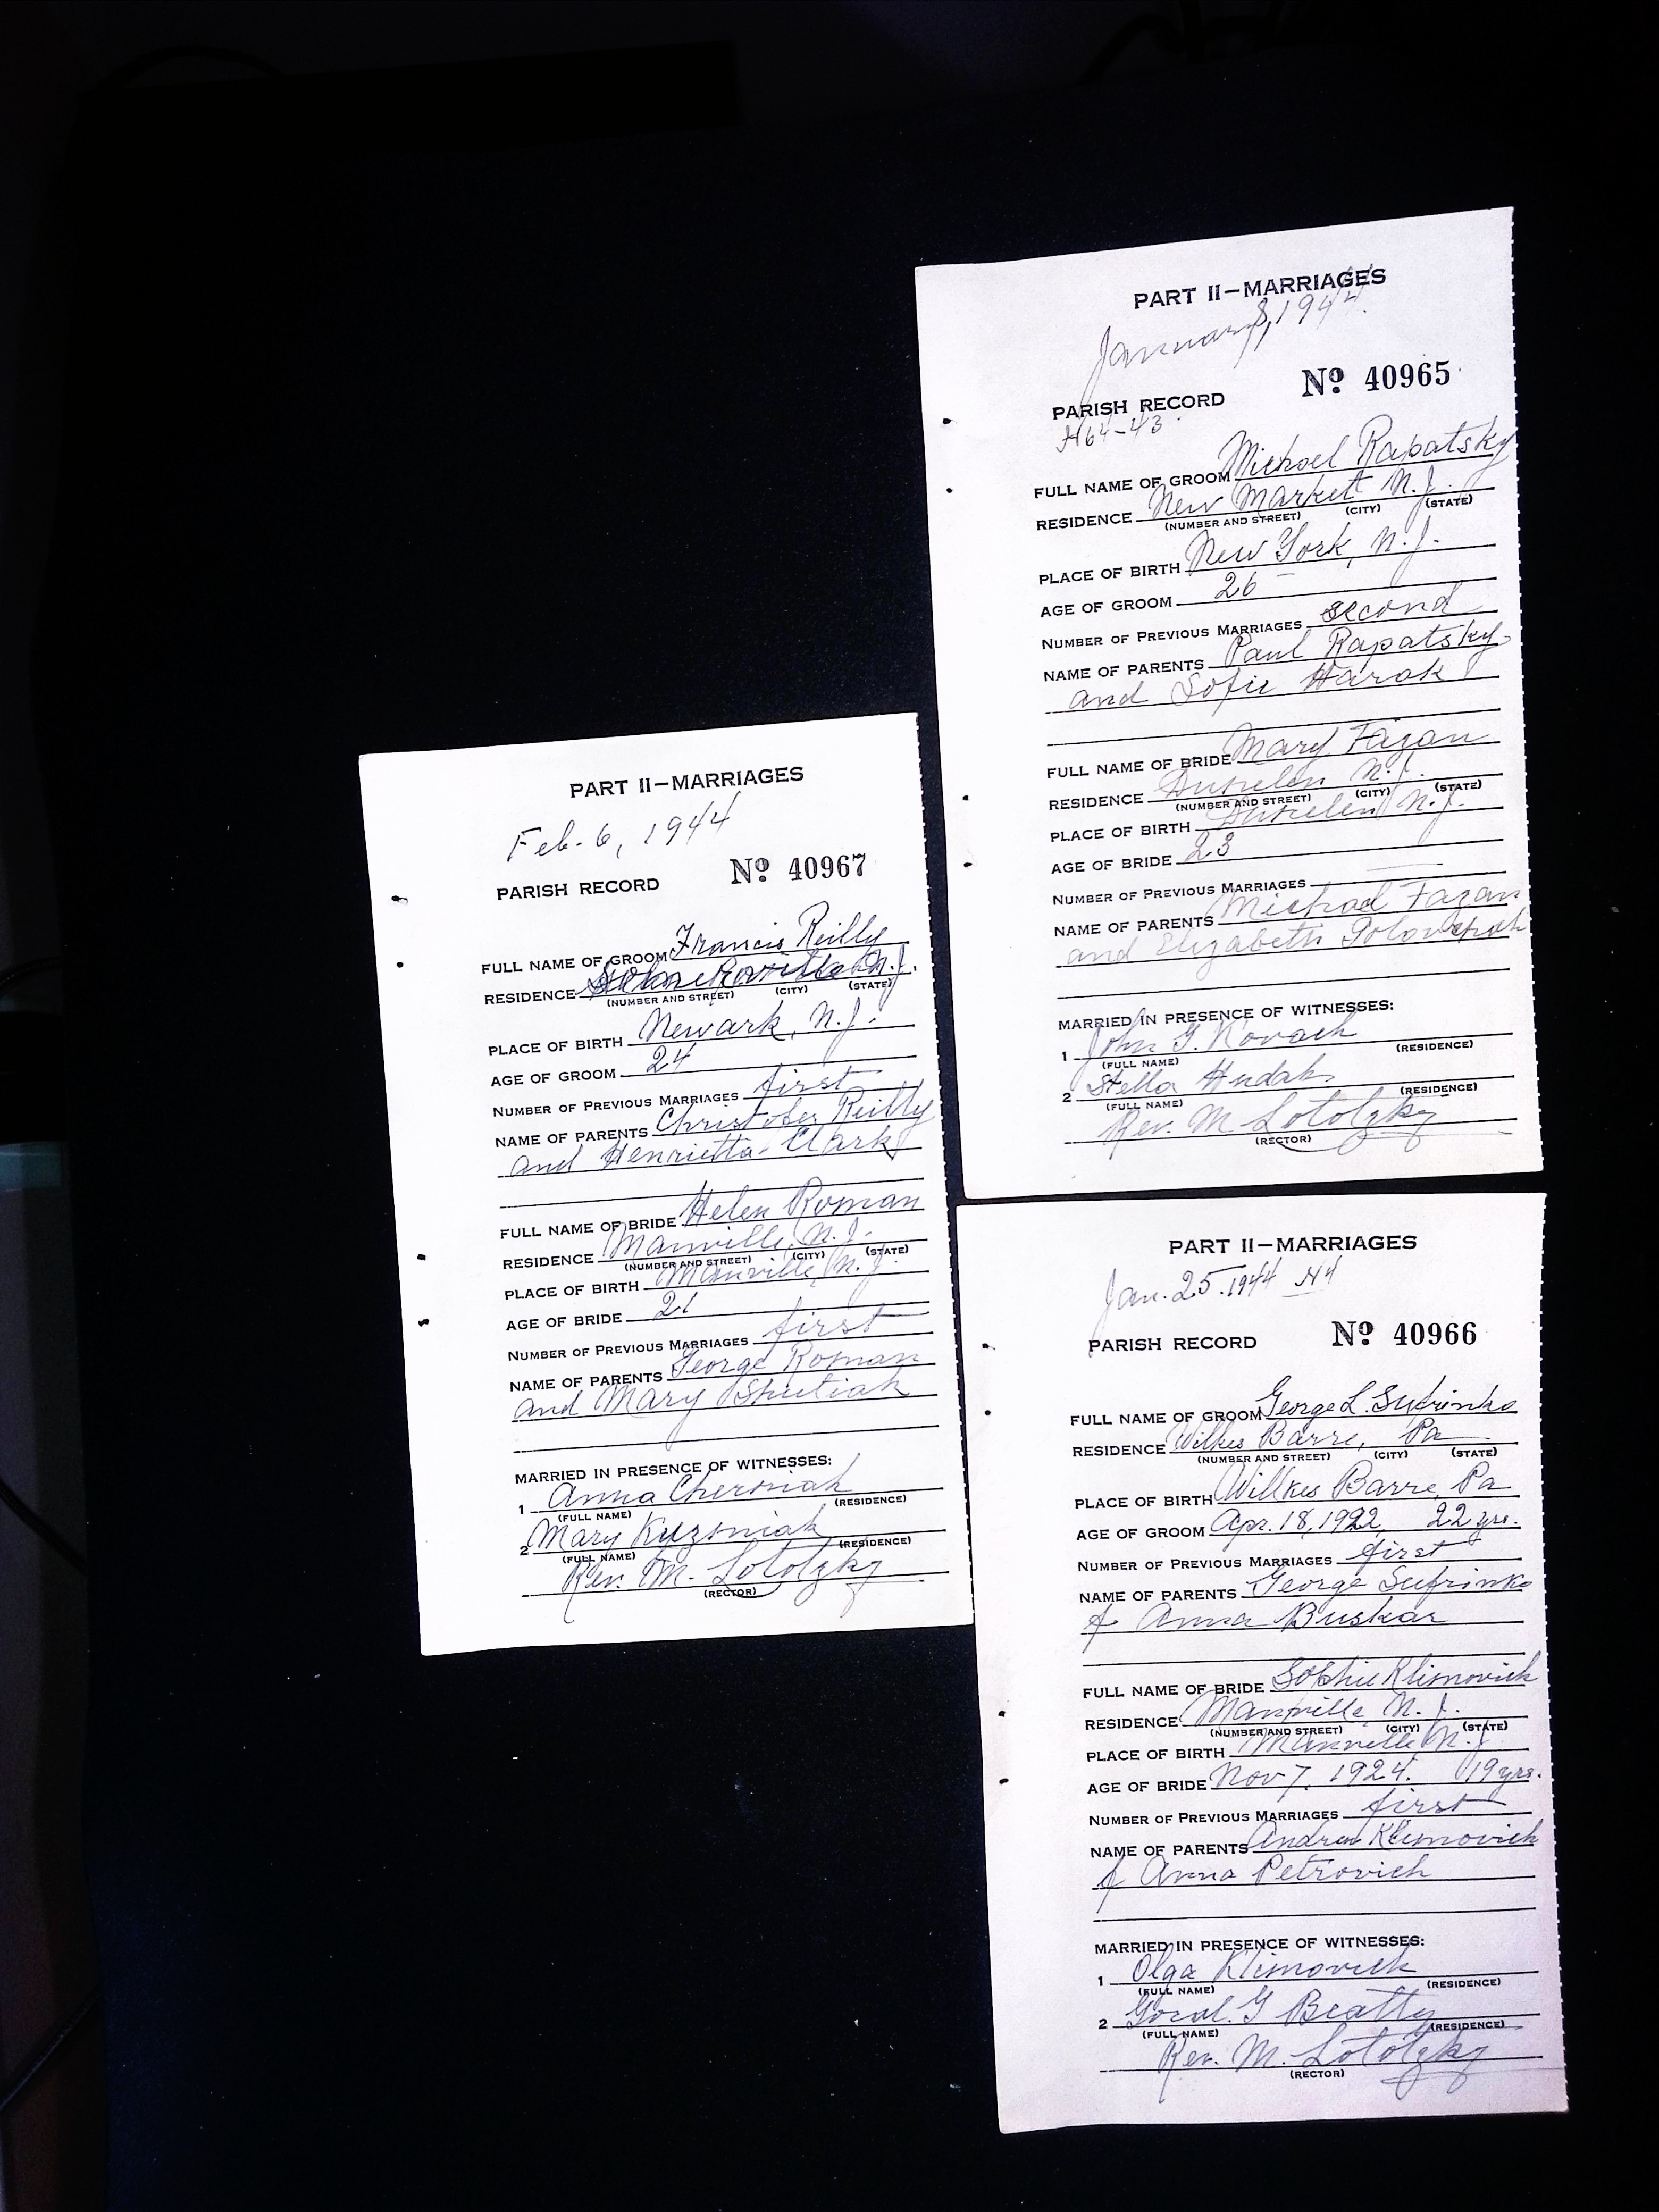 PART II—MARRIAGES
January 8, 1944.
Nº 40965
PARISH RECORD
H64-43
FULL NAME OF GROOM Michael Rapatsky
RESIDENCE New Market N.J.
(NUMBER AND STREET) (CITY) (STATE)
PLACE OF BIRTH New York, N.J.
AGE OF GROOM 26
NUMBER OF PREVIOUS MARRIAGES second
NAME OF PARENTS Paul Rapatsky
and Sofie Harak
FULL NAME OF BRIDE Mary Fazan
RESIDENCE N.J.
(NUMBER AND STREET) (CITY) (STATE)
PLACE OF BIRTH N.J.
AGE OF BRIDE 23
NUMBER OF PREVIOUS MARRIAGES —
NAME OF PARENTS Michael Fazan
and Elizabeth
MARRIED IN PRESENCE OF WITNESSES:
1 John G. Kovach
(FULL NAME) (RESIDENCE)
2 Stella Hudak
(FULL NAME) (RESIDENCE)
Rev. M. Lotolzky
(RECTOR)
PART II—MARRIAGES
Feb. 6, 1944
PARISH RECORD Nº 40967
FULL NAME OF GROOM Francis Reilly
RESIDENCE N.J.
(NUMBER AND STREET) (CITY) (STATE)
PLACE OF BIRTH Newark, N.J.
AGE OF GROOM 24
NUMBER OF PREVIOUS MARRIAGES first
NAME OF PARENTS Christofer Reilly
and Henrietta Clark
FULL NAME OF BRIDE Helen Roman
RESIDENCE Manville, N.J.
(NUMBER AND STREET) (CITY) (STATE)
PLACE OF BIRTH Manville, N.J.
AGE OF BRIDE 21
NUMBER OF PREVIOUS MARRIAGES first
NAME OF PARENTS George Roman
and Mary
MARRIED IN PRESENCE OF WITNESSES:
1 Anna Cherniak
(FULL NAME) (RESIDENCE)
2 Mary Kuzmiak
(FULL NAME) (RESIDENCE)
Rev. M. Lotolzky
(RECTOR)
PART II—MARRIAGES
Jan. 25. 1944 H4
PARISH RECORD Nº 40966
FULL NAME OF GROOM George L. Sufrinko
RESIDENCE Wilkes Barre, Pa
(NUMBER AND STREET) (CITY) (STATE)
PLACE OF BIRTH Wilkes Barre, Pa
AGE OF GROOM Apr. 18, 1922, 22 yrs.
NUMBER OF PREVIOUS MARRIAGES first
NAME OF PARENTS George Sufrinko
& Anna Buskar
FULL NAME OF BRIDE Sophie Klimovich
RESIDENCE Manville N.J.
(NUMBER AND STREET) (CITY) (STATE)
PLACE OF BIRTH Manville N.J.
AGE OF BRIDE Nov 7, 1924. 19 yrs.
NUMBER OF PREVIOUS MARRIAGES first
NAME OF PARENTS Andrew Klimovich
& Anna Petrovich
MARRIED IN PRESENCE OF WITNESSES:
1 Olga Klimovich
(FULL NAME) (RESIDENCE)
2 G Beatty
(FULL NAME) (RESIDENCE)
Rev. M. Lotolzky
(RECTOR)